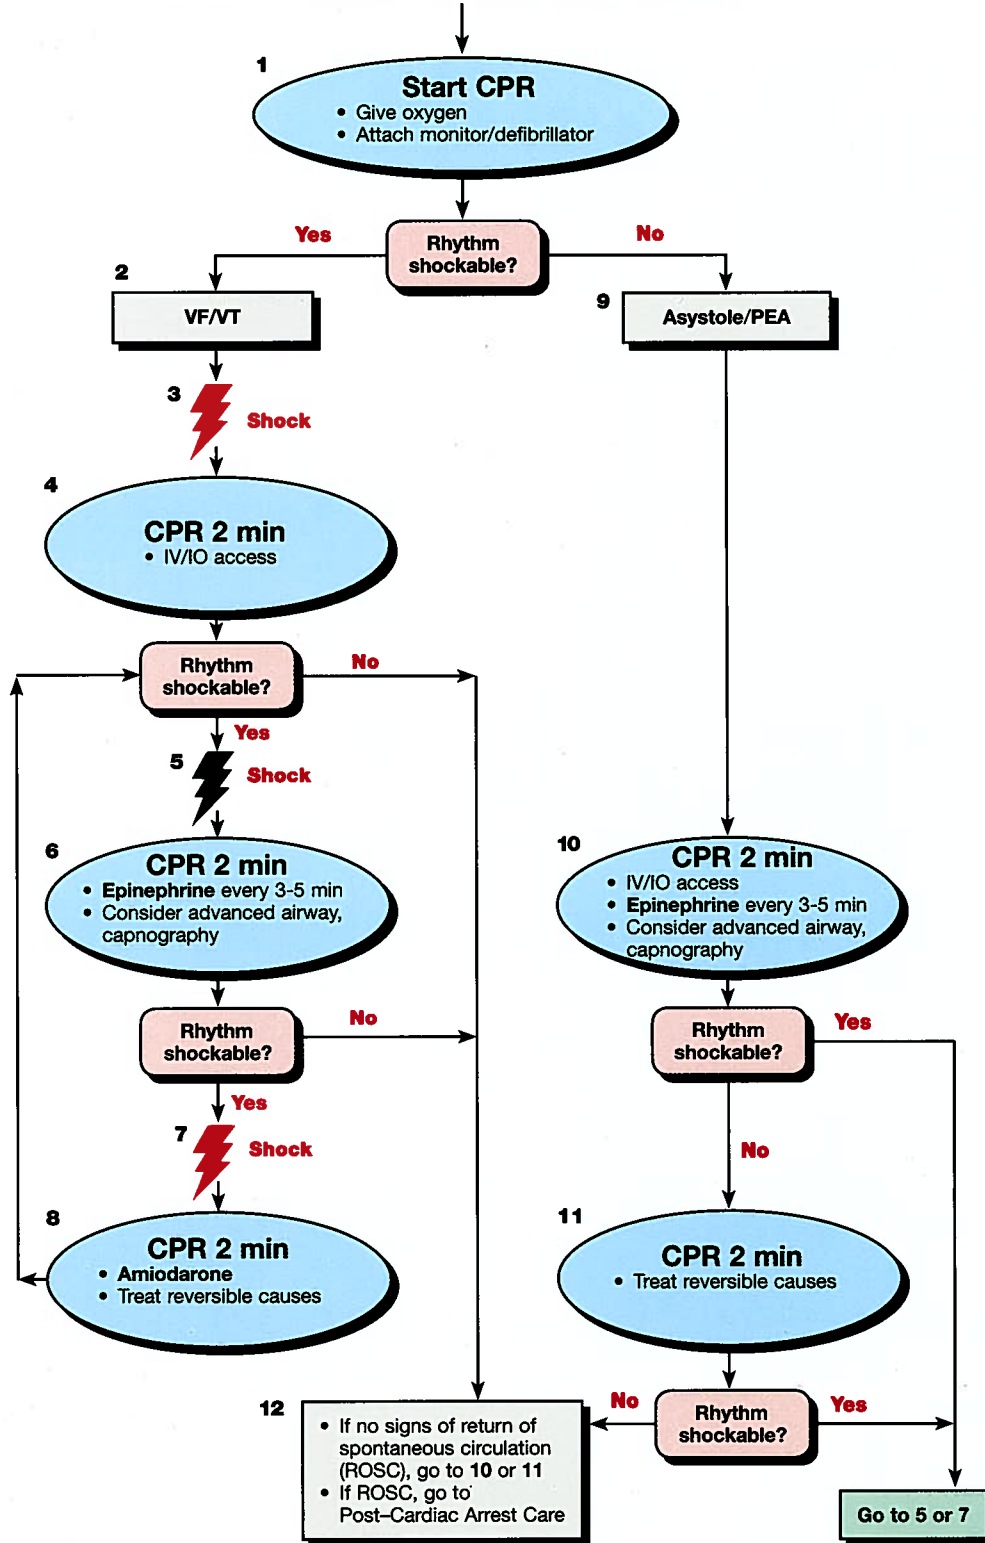 1
Start CPR
• Give oxygen
• Attach monitor/defibrillator
Rhythm
shockable?
Yes
No
2
VF/VT
3
Shock
4
CPR 2 min
• IV/IO access
Rhythm
shockable?
No
Yes
5
Shock
6
CPR 2 min
• Epinephrine every 3-5 min
• Consider advanced airway,
capnography
Rhythm
shockable?
No
Yes
7
Shock
8
CPR 2 min
• Amiodarone
• Treat reversible causes
9
Asystole/PEA
10
CPR 2 min
• IV/IO access
• Epinephrine every 3-5 min
• Consider advanced airway,
capnography
Rhythm
shockable?
Yes
No
11
CPR 2 min
• Treat reversible causes
Rhythm
shockable?
No
Yes
12
• If no signs of return of
spontaneous circulation
(ROSC), go to 10 or 11
• If ROSC, go to
Post–Cardiac Arrest Care
Go to 5 or 7